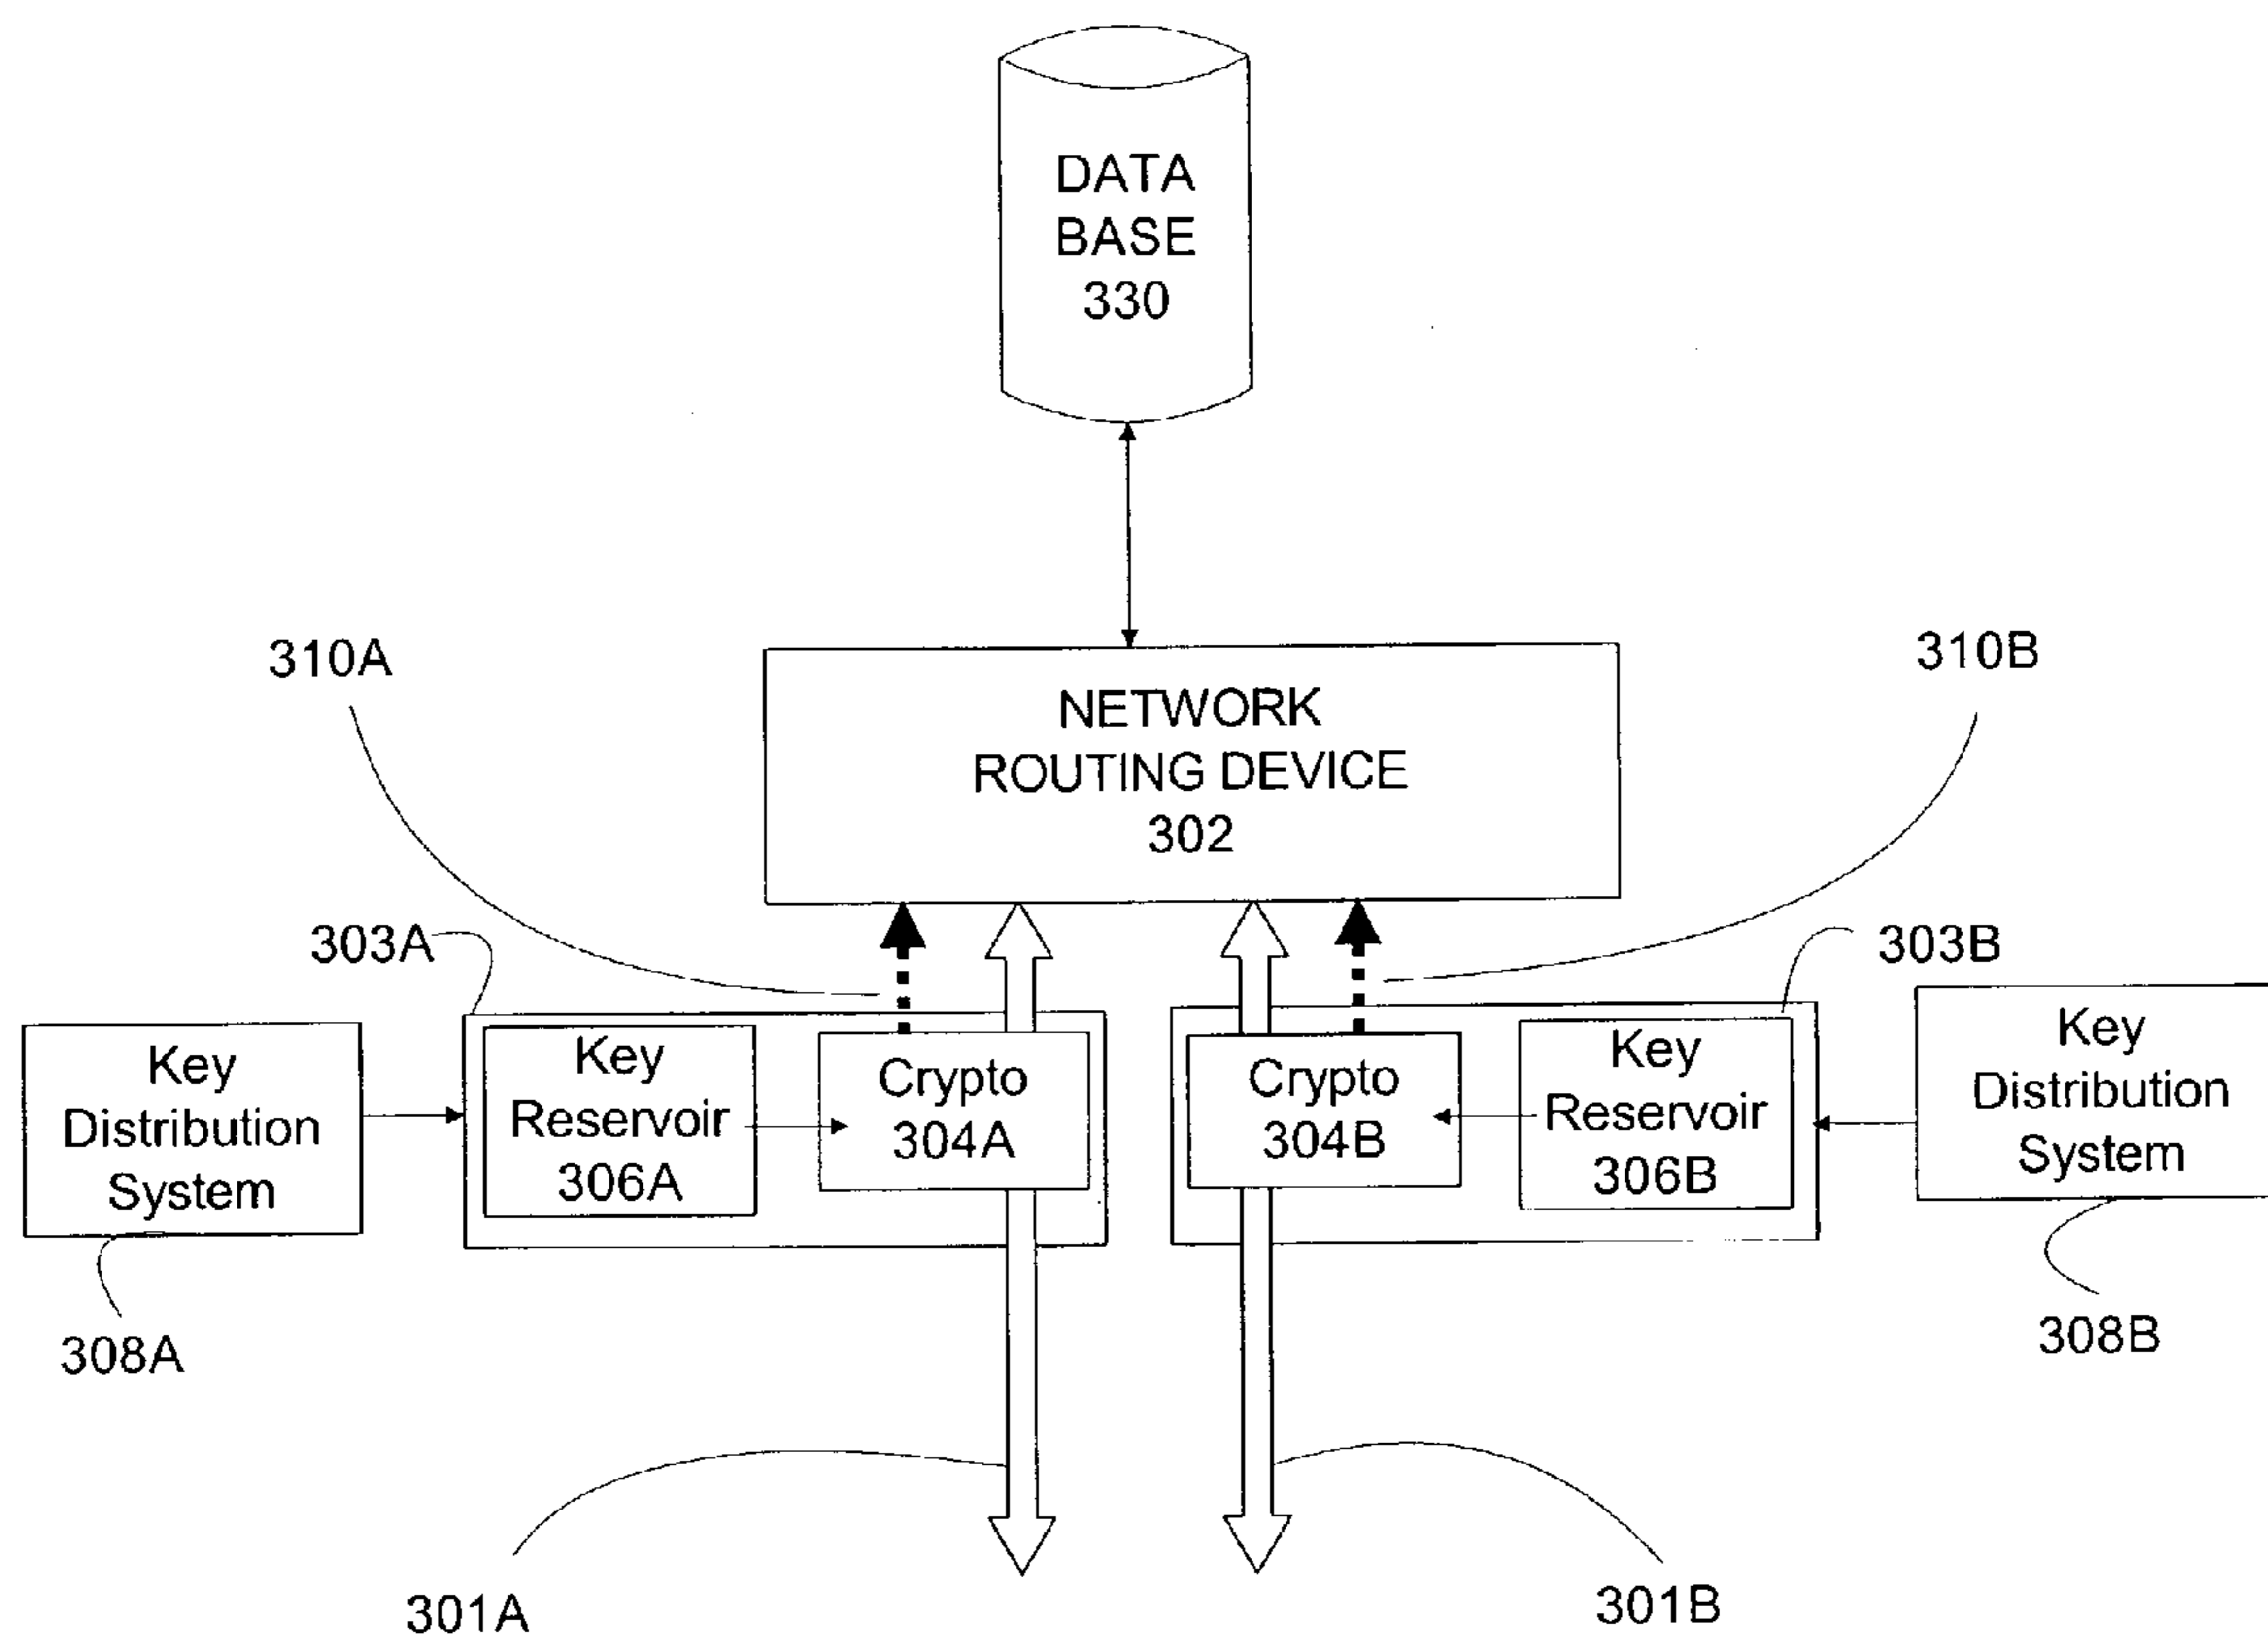 DATA
BASE
330
310A
310B
NETWORK
ROUTING DEVICE
302
303A
303B
Key
Distribution
System
Key
Reservoir
306A
Crypto
304A
Crypto
304B
Key
Reservoir
306B
Key
Distribution
System
308A
308B
301A
301B